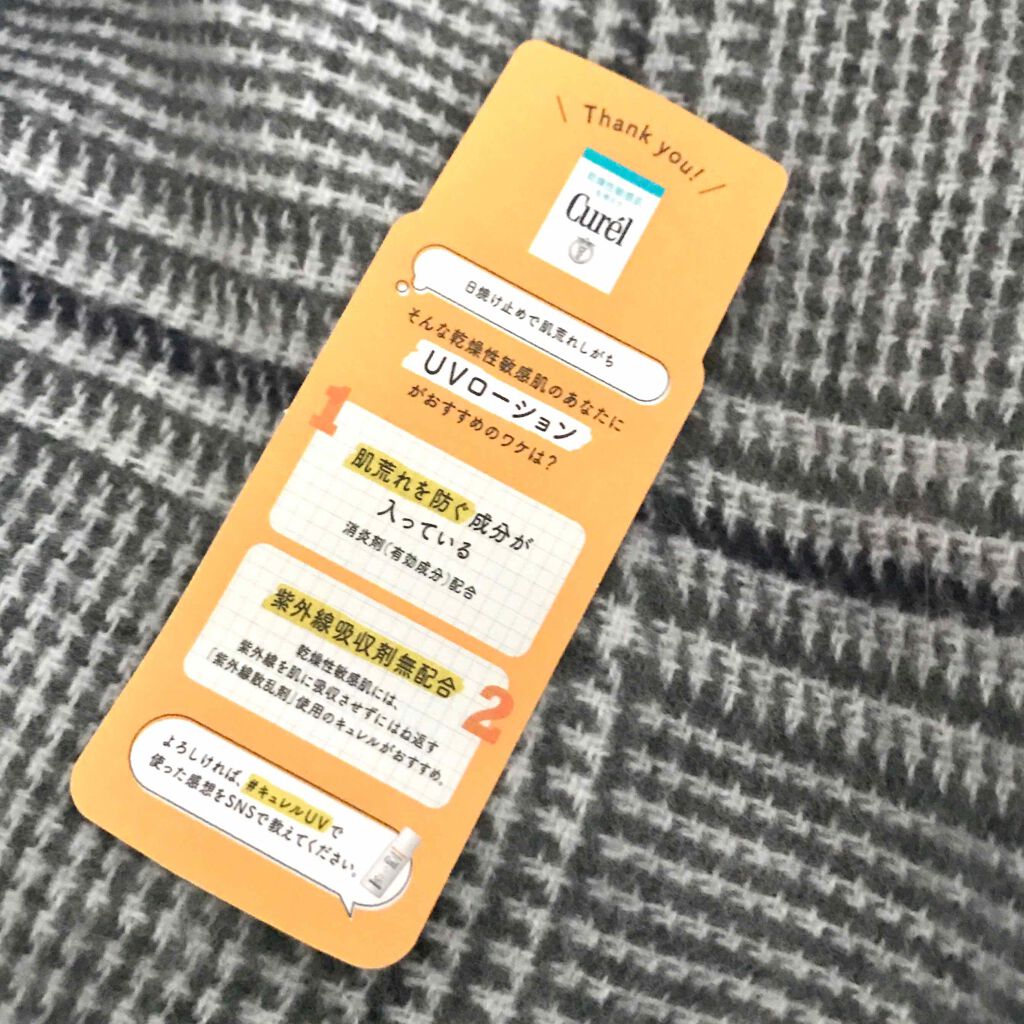 Thank you!
乾燥性敏感肌
を考えた
Curél
日焼け止めで肌荒れしがち
そんな乾燥性敏感肌のあなたに
UVローション
がおすすめのワケは?
1
肌荒れを防ぐ成分が
入っている
消炎剤(有効成分)配合
紫外線吸収剤無配合
2
乾燥性敏感肌には、
紫外線を肌に吸収させずにはね返す
「紫外線散乱剤」使用のキュレルがおすすめ。
よろしければ、#キュレルUVで
使った感想をSNSで教えてください。
Curél